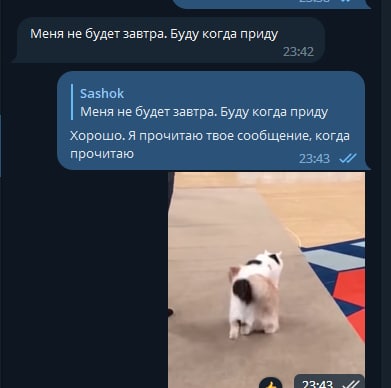 Меня не будет завтра. Буду когда приду
23:42
Sashok
Меня не будет завтра. Буду когда приду
Хорошо. Я прочитаю твое сообщение, когда
прочитаю
23:43
23:43